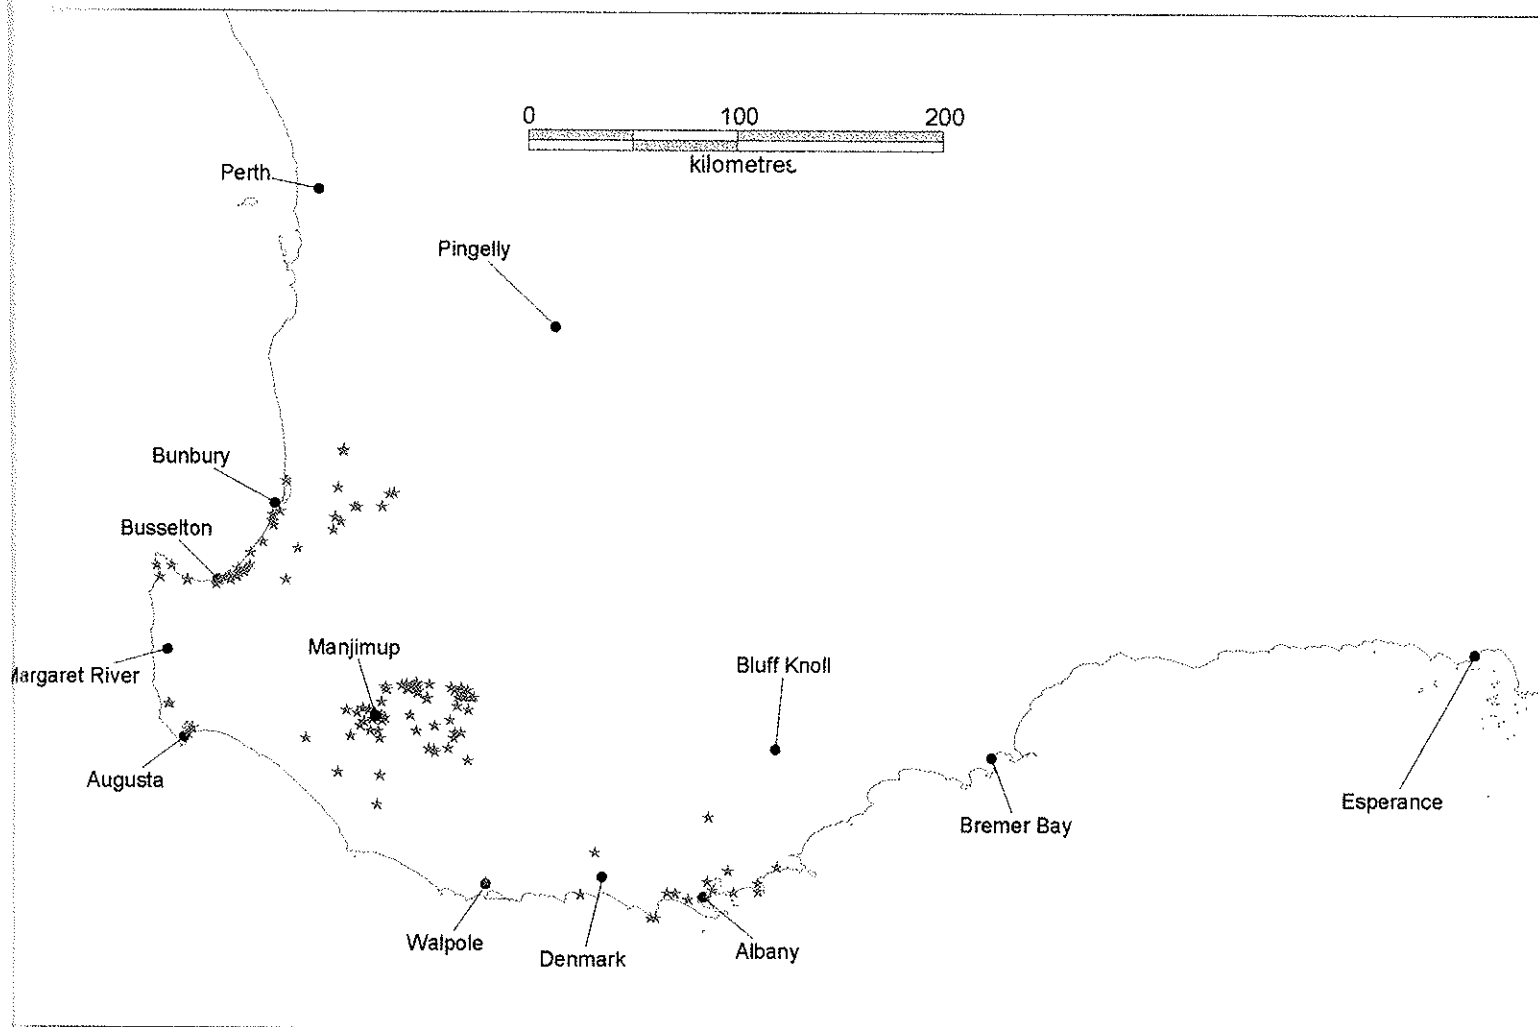 0 100 200
kilometres
Perth
Pingelly
Bunbury
Busselton
Manjimup
Margaret River
Bluff Knoll
Augusta
Esperance
Bremer Bay
Walpole
Denmark
Albany